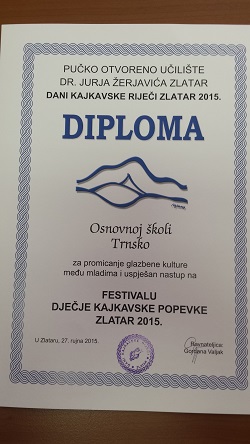 PUČKO OTVORENO UČILIŠTE
DR. JURJA ŽERJAVIĆA ZLATAR
DANI KAJKAVSKE RIJEČI ZLATAR 2015.
DIPLOMA
Osnovnoj školi
Trnsko
za promicanje glazbene kulture
među mladima i uspješan nastup na
FESTIVALU
DJEČJE KAJKAVSKE POPEVKE
ZLATAR 2015.
U Zlataru, 27. rujna 2015.
Ravnateljica:
Gordana Valjak